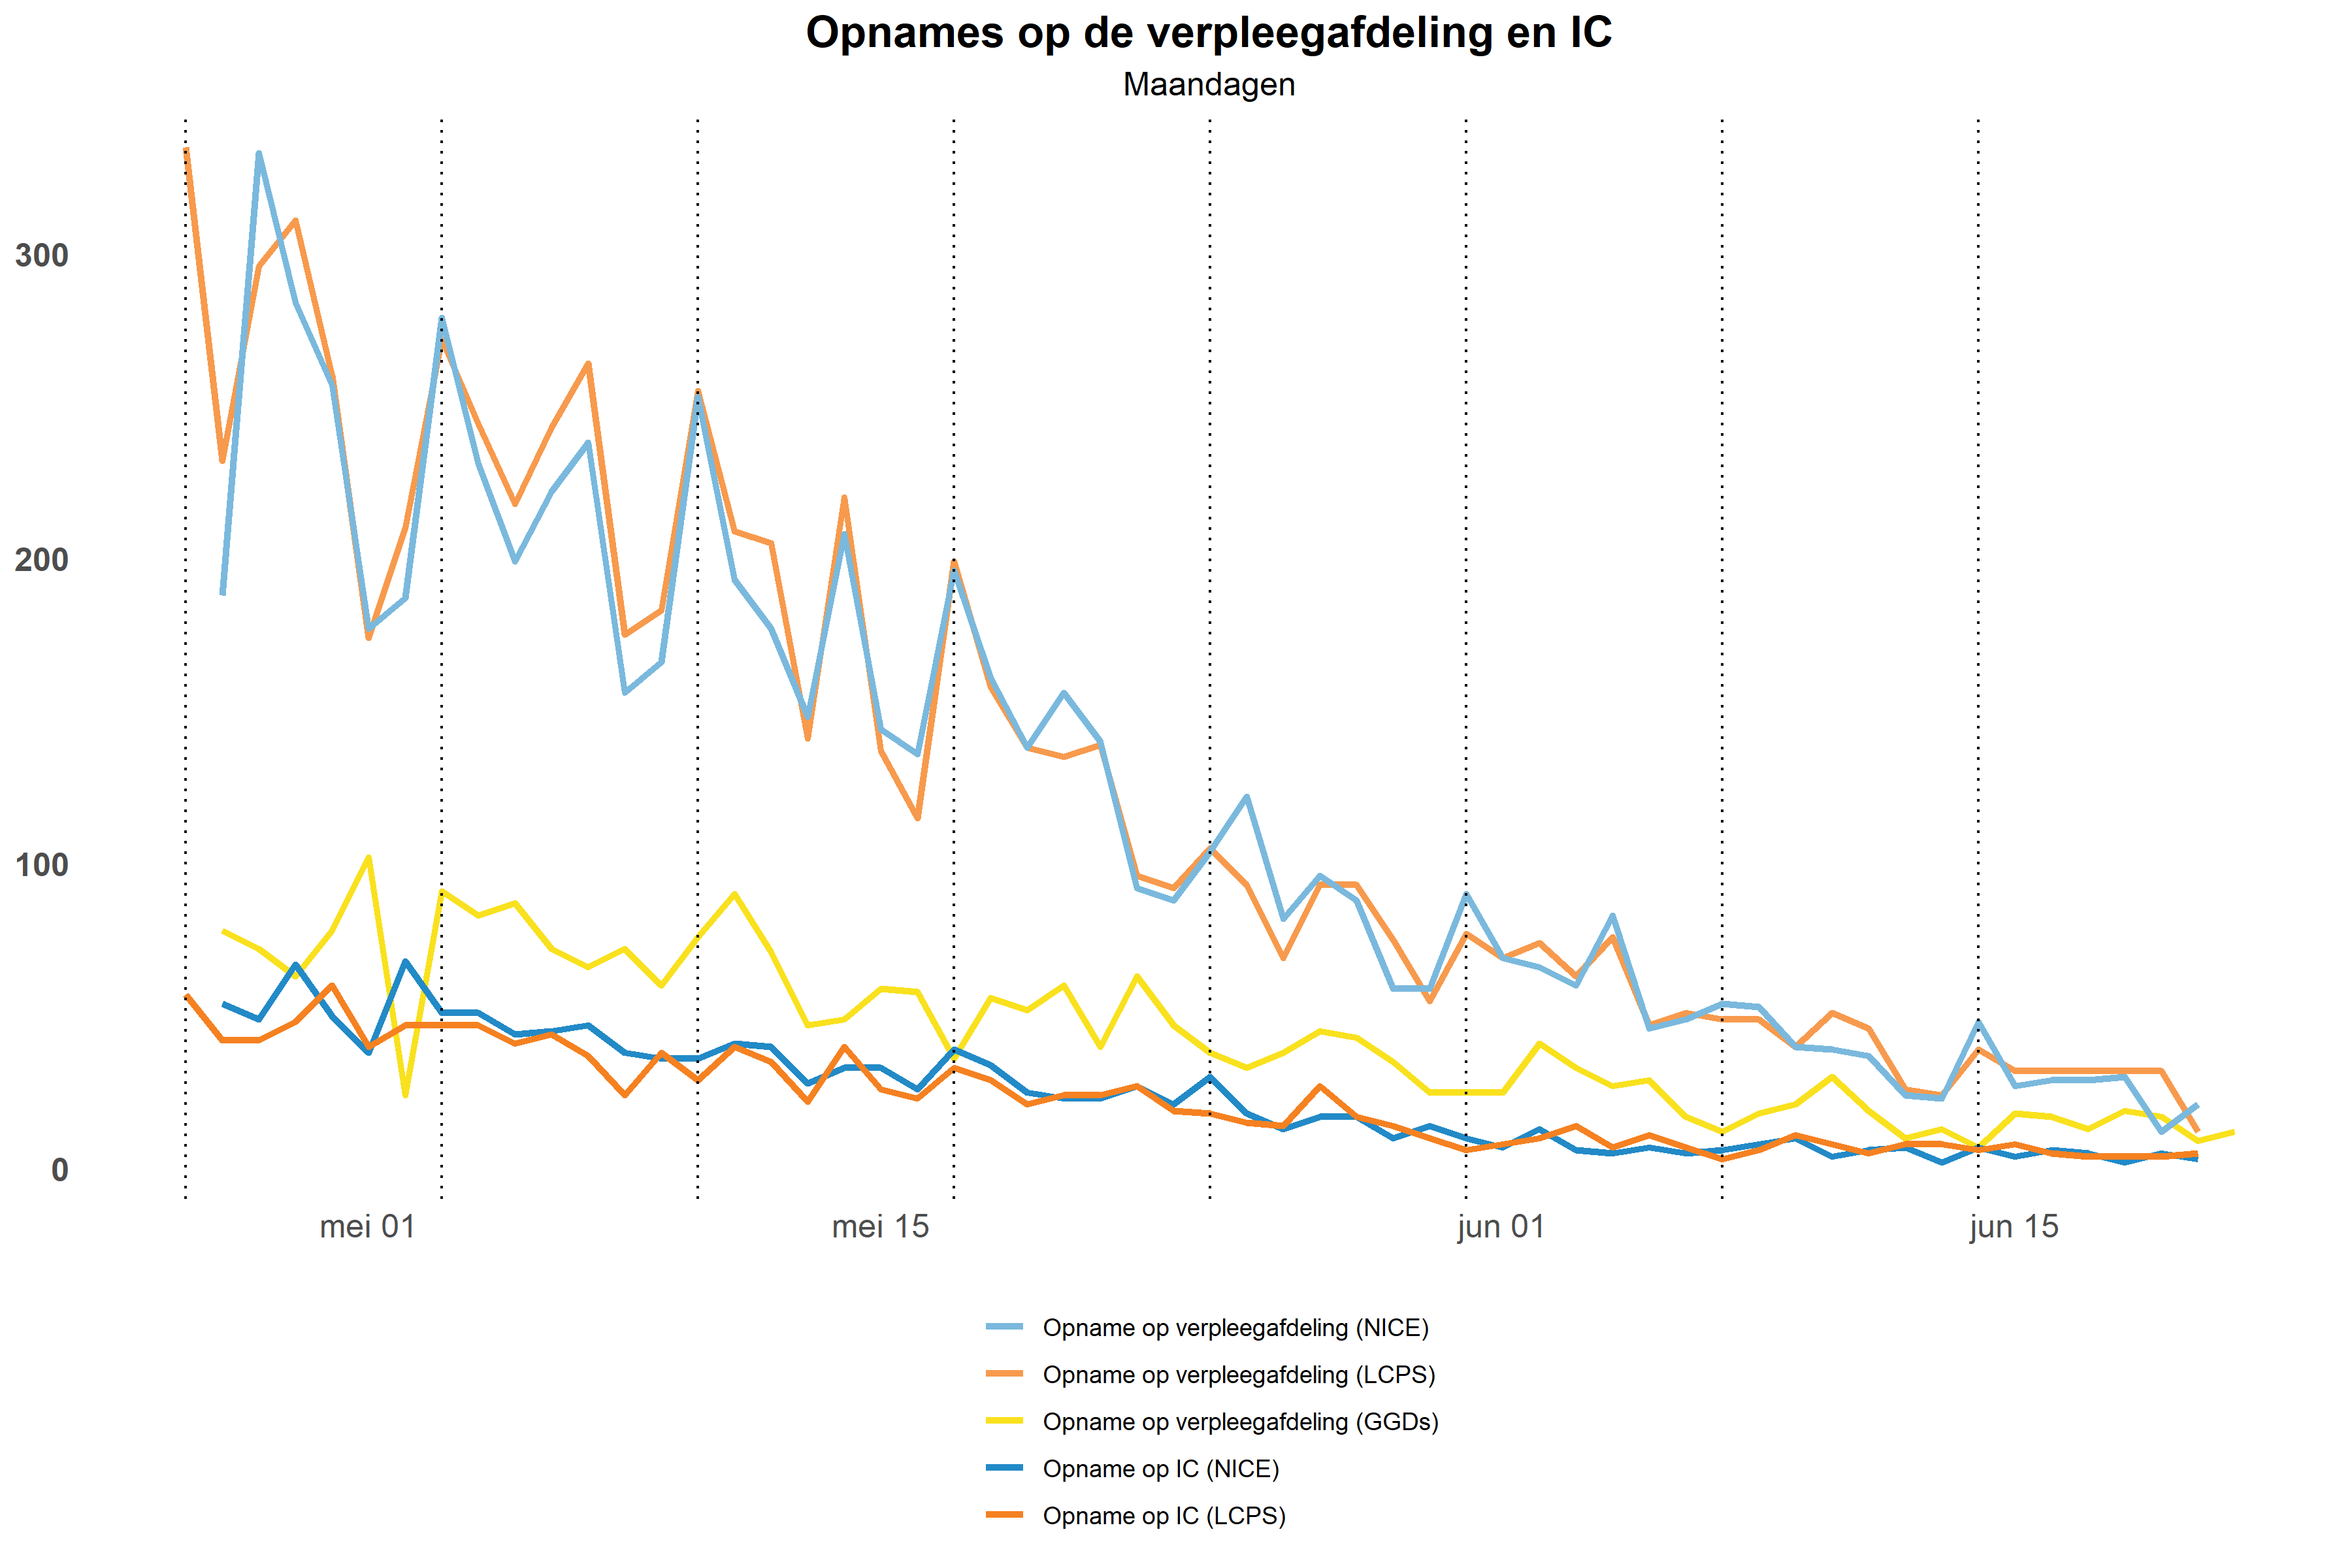 Opnames op de verpleegafdeling en IC
Maandagen
300
200
100
0
mei 01 mei 15 jun 01 jun 15
Opname op verpleegafdeling (NICE)
Opname op verpleegafdeling (LCPS)
Opname op verpleegafdeling (GGDs)
Opname op IC (NICE)
Opname op IC (LCPS)